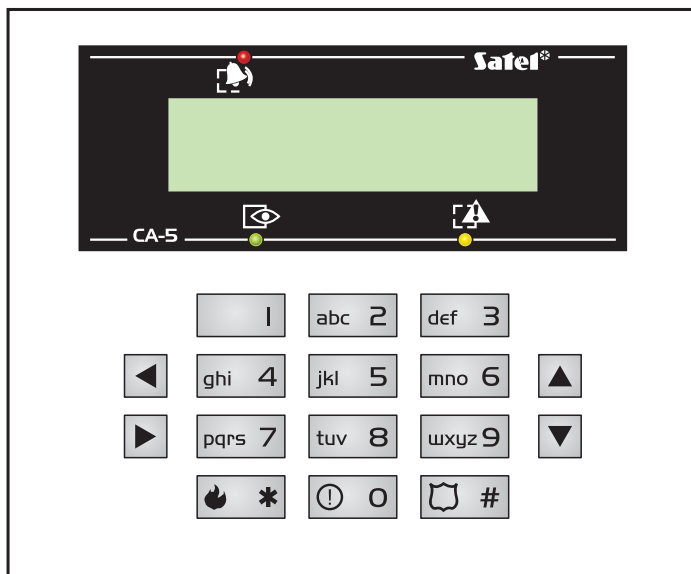 Satel
CA-5
1 abc 2 def 3
ghi 4 jkl 5 mno 6
pqrs 7 tuv 8 wxyz 9
* 0 #